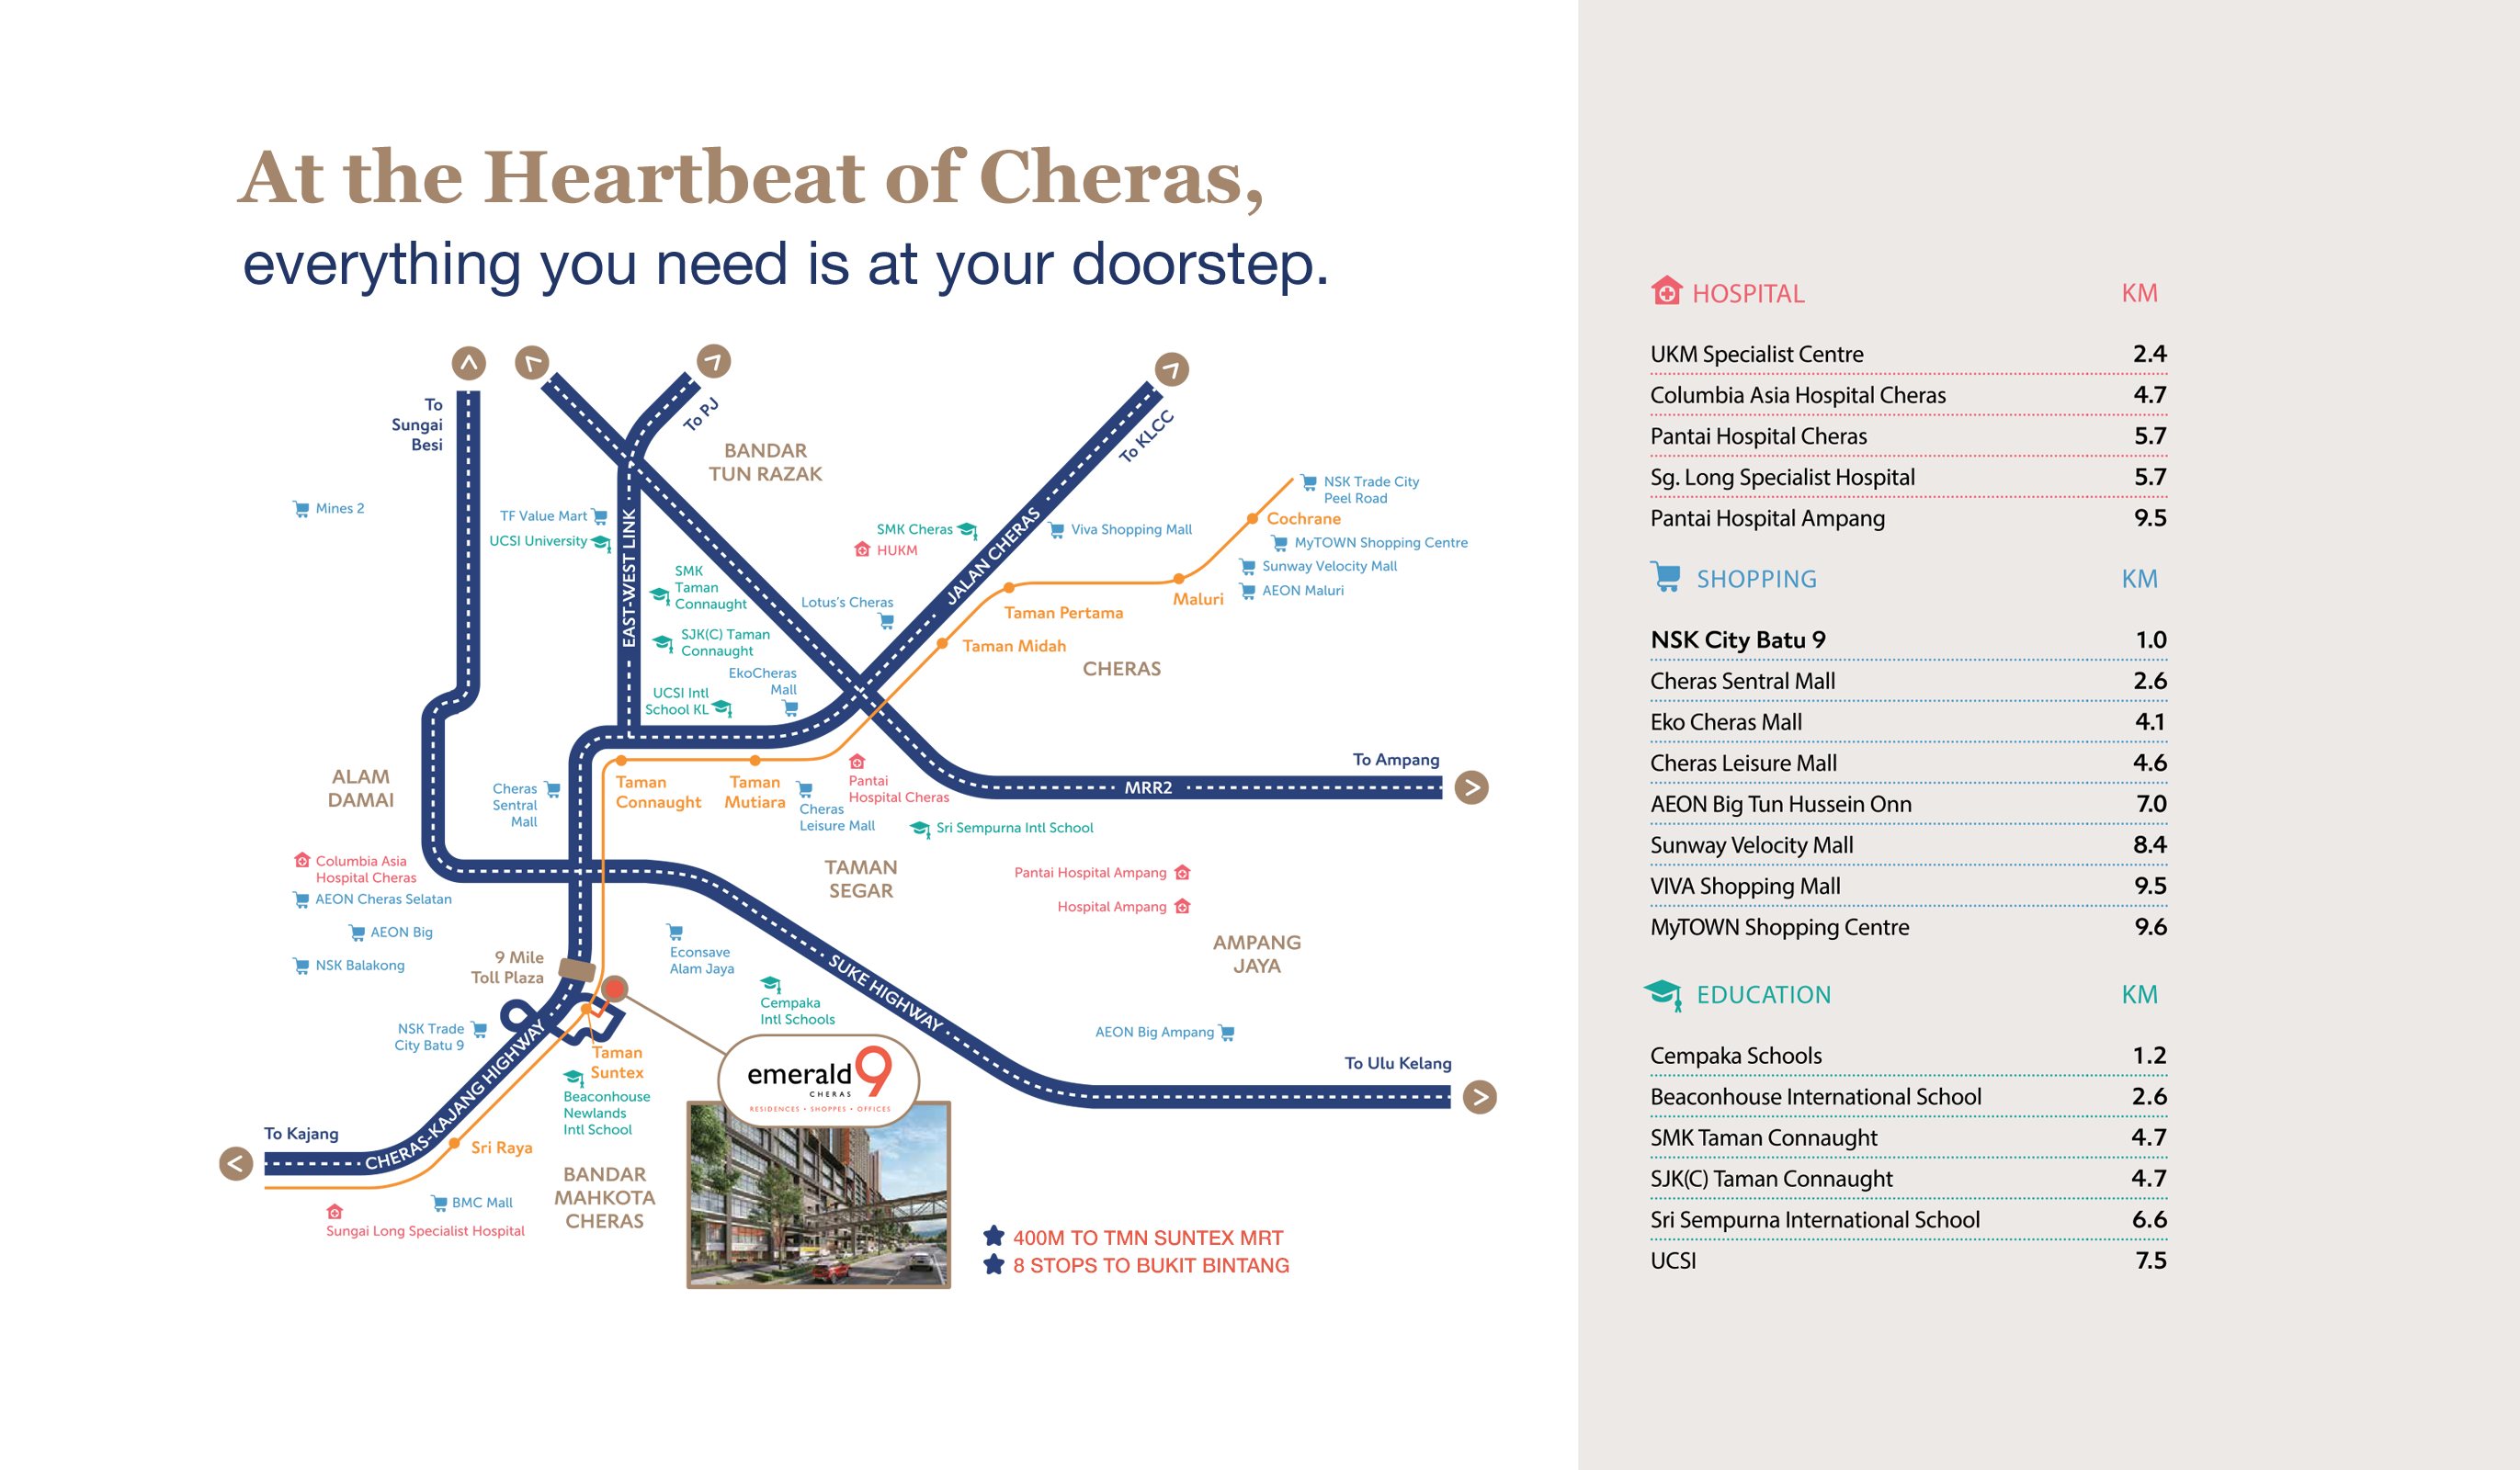 At the Heartbeat of Cheras,
everything you need is at your doorstep.
To
Sungai
Besi
To PJ
BANDAR
TUN RAZAK
To KLCC
Mines 2
TF Value Mart
UCSI University
EAST-WEST LINK
SMK
Taman
Connaught
SJK(C) Taman
Connaught
UCSI Intl
School KL
EkoCheras
Mall
Lotus's Cheras
SMK Cheras
HUKM
JALAN CHERAS
Viva Shopping Mall
NSK Trade City
Peel Road
Cochrane
MyTOWN Shopping Centre
Sunway Velocity Mall
AEON Maluri
Maluri
Taman Pertama
Taman Midah
CHERAS
ALAM
DAMAI
Cheras
Sentral
Mall
Taman
Connaught
Taman
Mutiara
Cheras
Leisure Mall
Pantai
Hospital Cheras
Sri Sempurna Intl School
MRR2
To Ampang
TAMAN
SEGAR
Pantai Hospital Ampang
Hospital Ampang
AMPANG
JAYA
Columbia Asia
Hospital Cheras
AEON Cheras Selatan
AEON Big
NSK Balakong
9 Mile
Toll Plaza
Econsave
Alam Jaya
Cempaka
Intl Schools
SUKE HIGHWAY
AEON Big Ampang
To Ulu Kelang
NSK Trade
City Batu 9
Taman
Suntex
Beaconhouse
Newlands
Intl School
CHERAS-KAJANG HIGHWAY
To Kajang
Sri Raya
BMC Mall
Sungai Long Specialist Hospital
BANDAR
MAHKOTA
CHERAS
emerald 9
CHERAS
RESIDENCES • SHOPPES • OFFICES
400M TO TMN SUNTEX MRT
8 STOPS TO BUKIT BINTANG
HOSPITAL KM
UKM Specialist Centre 2.4
Columbia Asia Hospital Cheras 4.7
Pantai Hospital Cheras 5.7
Sg. Long Specialist Hospital 5.7
Pantai Hospital Ampang 9.5
SHOPPING KM
NSK City Batu 9 1.0
Cheras Sentral Mall 2.6
Eko Cheras Mall 4.1
Cheras Leisure Mall 4.6
AEON Big Tun Hussein Onn 7.0
Sunway Velocity Mall 8.4
VIVA Shopping Mall 9.5
MyTOWN Shopping Centre 9.6
EDUCATION KM
Cempaka Schools 1.2
Beaconhouse International School 2.6
SMK Taman Connaught 4.7
SJK(C) Taman Connaught 4.7
Sri Sempurna International School 6.6
UCSI 7.5